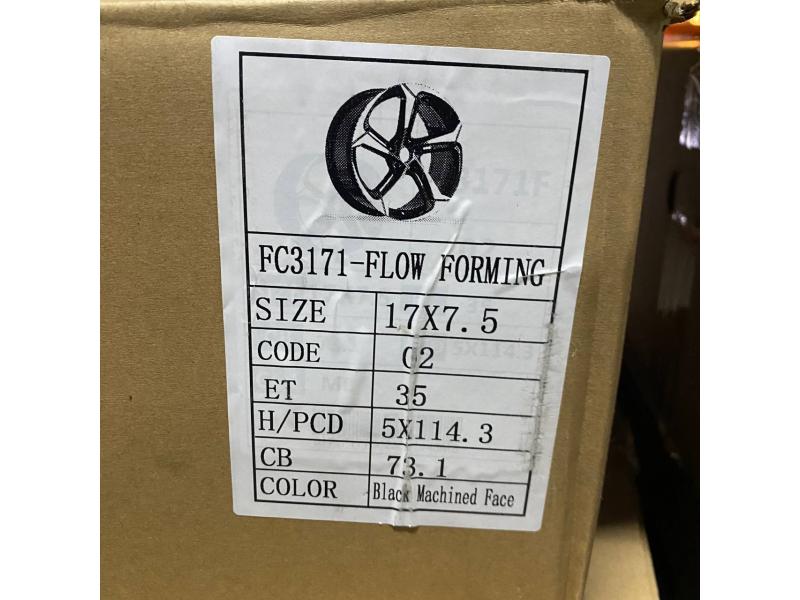 FC3171-FLOW FORMING
SIZE 17X7.5
CODE 02
ET 35
H/PCD 5X114.3
CB 73.1
COLOR Black Machined Face